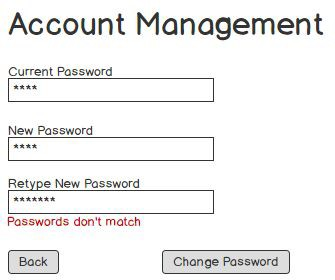 Account Management
Current Password
****
New Password
****
Retype New Password
*******
Passwords don't match
Back Change Password